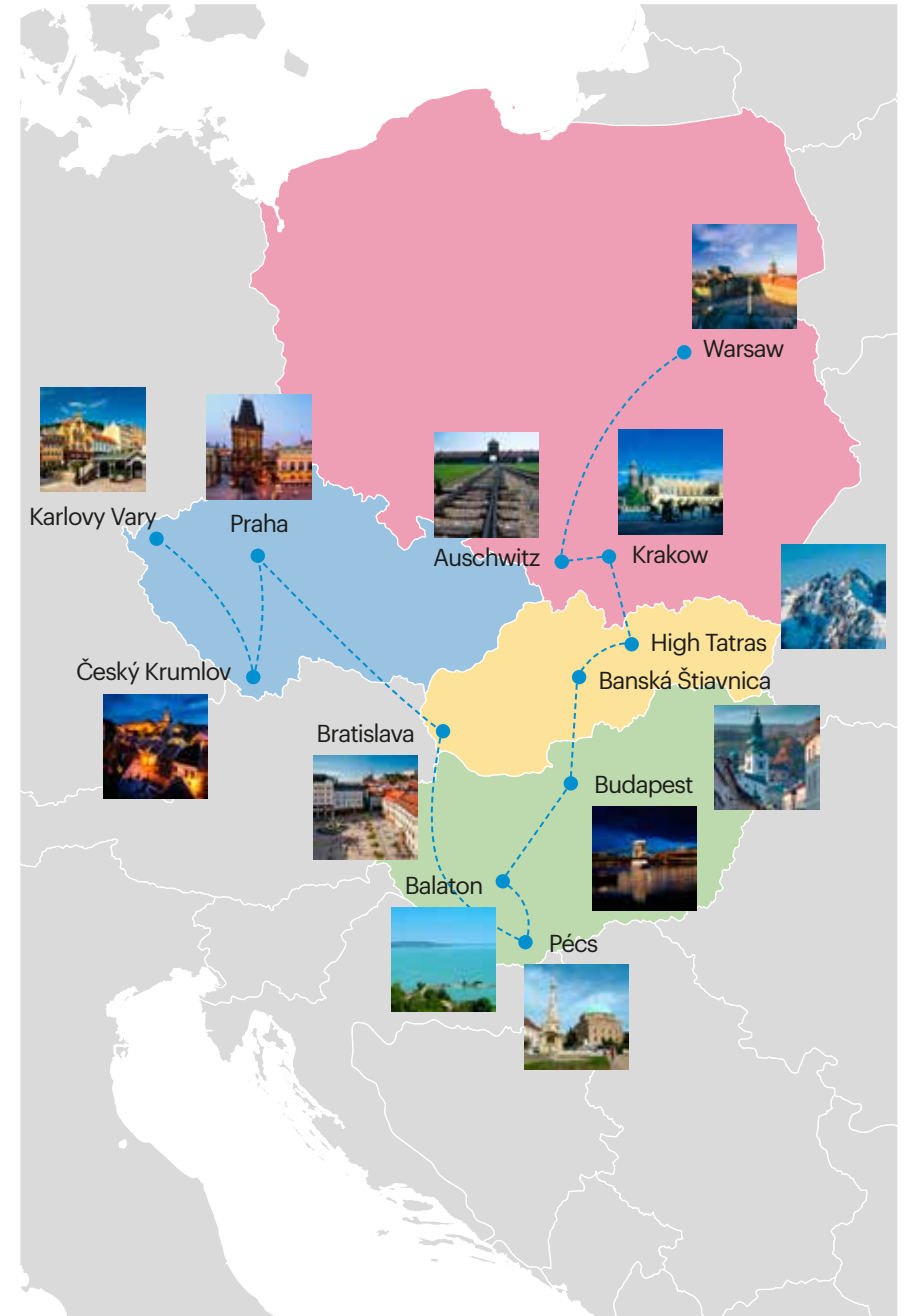 Warsaw
Karlovy Vary
Praha
Auschwitz
Krakow
High Tatras
Český Krumlov
Banská Štiavnica
Bratislava
Budapest
Balaton
Pécs